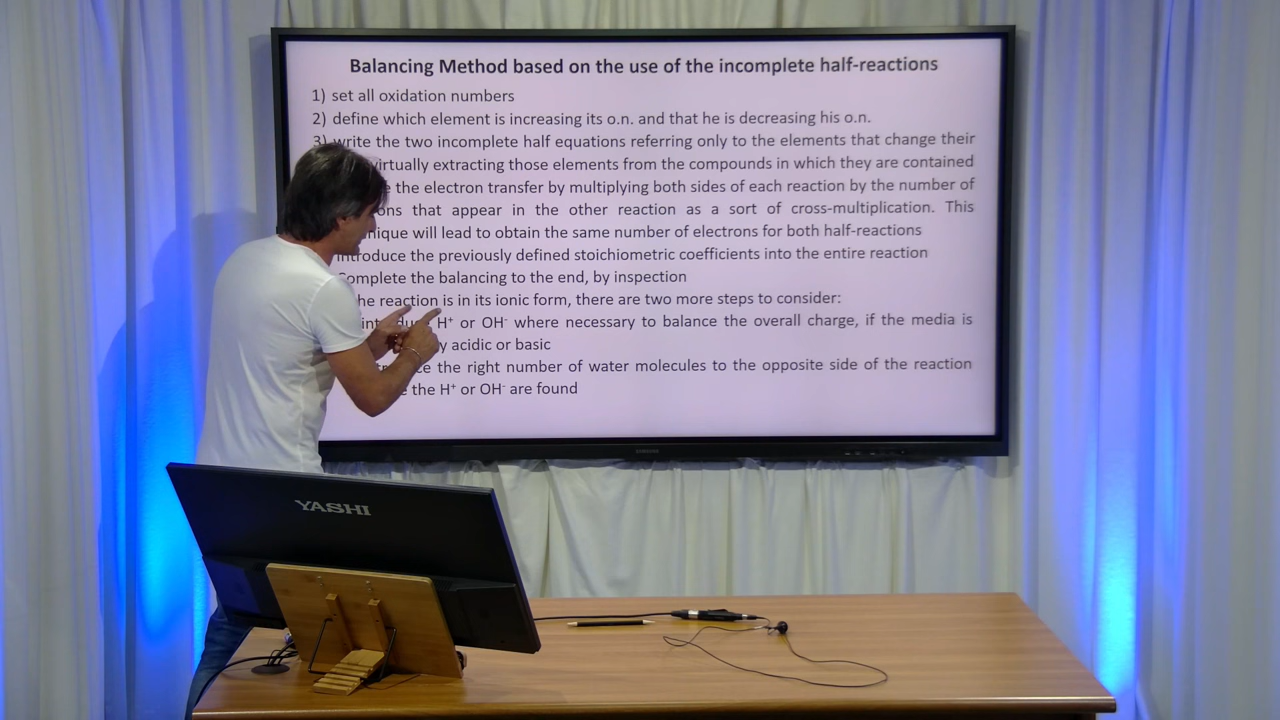 Balancing Method based on the use of the incomplete half-reactions
1) set all oxidation numbers
2) define which element is increasing its o.n. and that he is decreasing his o.n.
3) write the two incomplete half equations referring only to the elements that change their
virtually extracting those elements from the compounds in which they are contained
the electron transfer by multiplying both sides of each reaction by the number of
that appear in the other reaction as a sort of cross-multiplication. This
will lead to obtain the same number of electrons for both half-reactions
introduce the previously defined stoichiometric coefficients into the entire reaction
Complete the balancing to the end, by inspection
the reaction is in its ionic form, there are two more steps to consider:
H⁺ or OH⁻ where necessary to balance the overall charge, if the media is
acidic or basic
the right number of water molecules to the opposite side of the reaction
the H⁺ or OH⁻ are found
SAMSUNG
YASHI